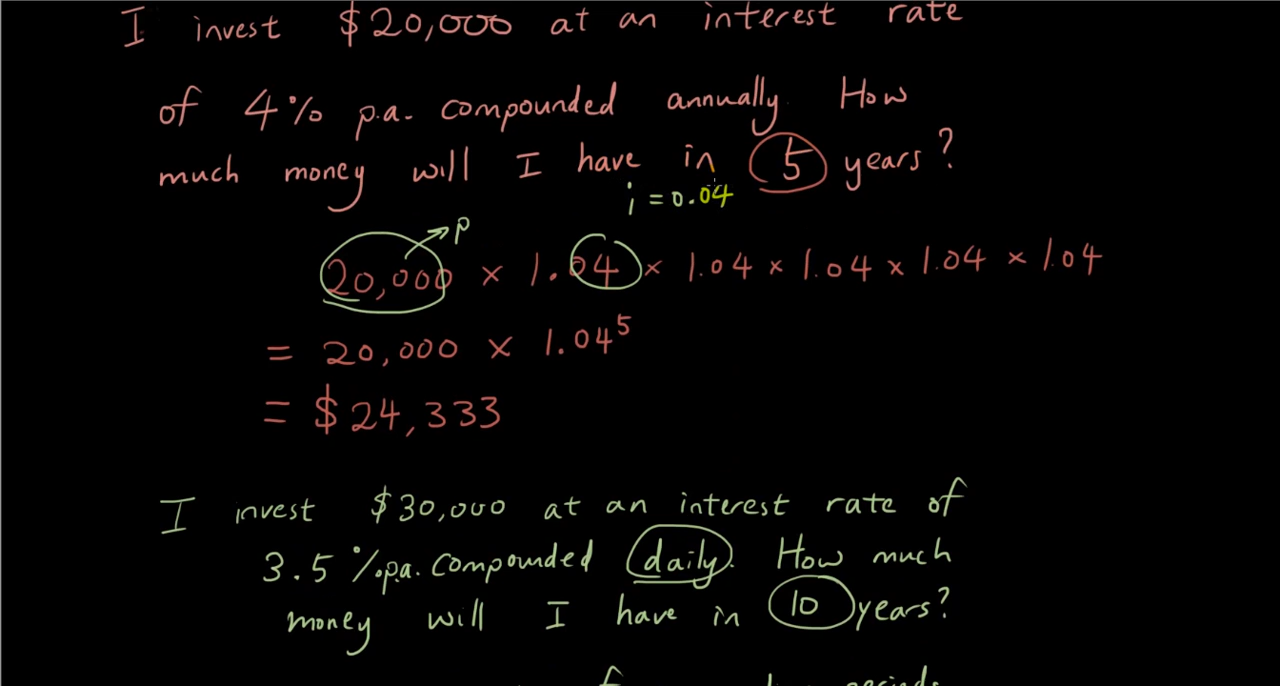 I invest $20,000 at an interest rate
of 4% p.a. compounded annually. How
much money will I have in 5 years?
i = 0.04
P
20,000 × 1.04 × 1.04 × 1.04 × 1.04 × 1.04
= 20,000 × 1.04⁵
= $24,333
I invest $30,000 at an interest rate of
3.5% p.a. compounded daily. How much
money will I have in 10 years?